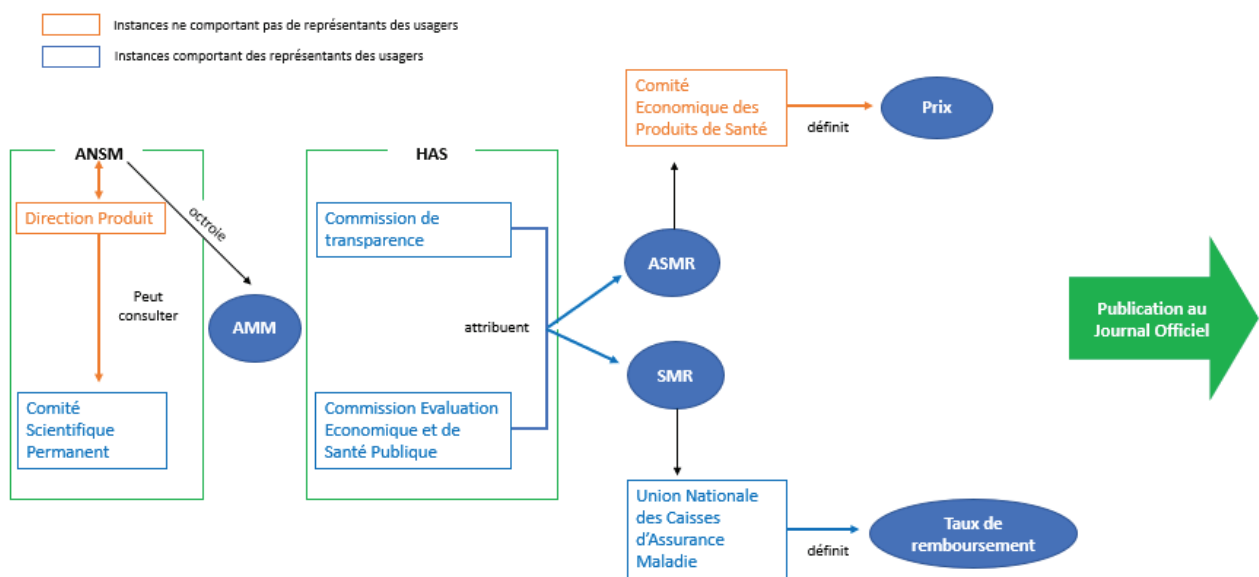 Instances ne comportant pas de représentants des usagers
Instances comportant des représentants des usagers
Comité
Economique des
Produits de Santé
définit
Prix
ANSM
HAS
Direction Produit
octroie
Commission de
transparence
ASMR
Peut
consulter
AMM
attribuent
Publication au
Journal Officiel
SMR
Comité
Scientifique
Permanent
Commission Evaluation
Economique et de
Santé Publique
Union Nationale
des Caisses
d'Assurance
Maladie
définit
Taux de
remboursement